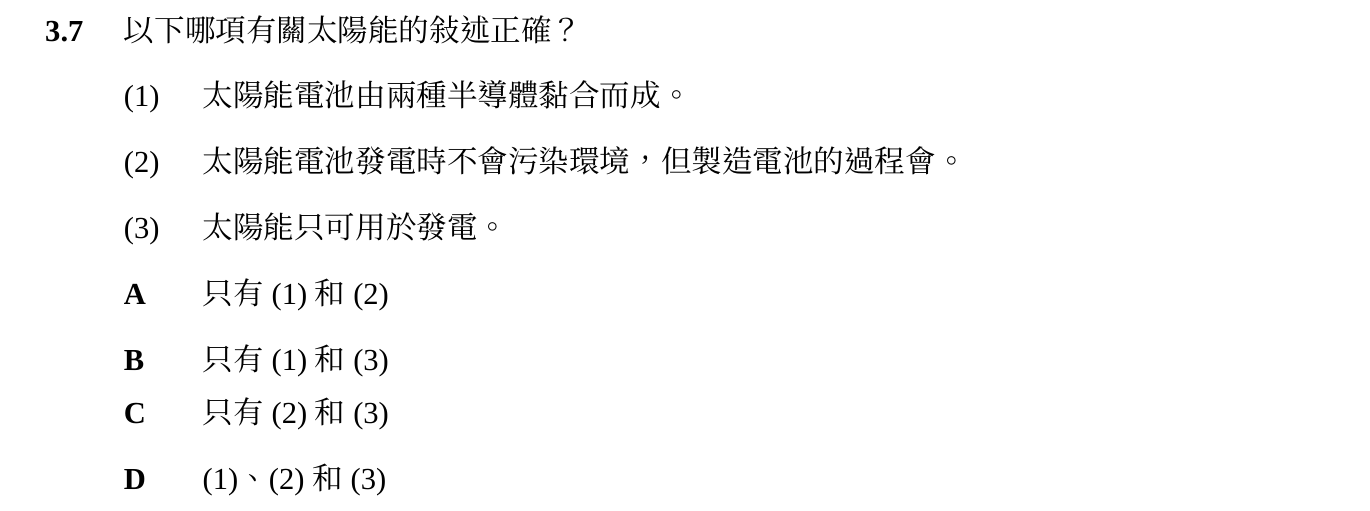 3.7 以下哪項有關太陽能的敍述正確？
(1) 太陽能電池由兩種半導體黏合而成。
(2) 太陽能電池發電時不會污染環境，但製造電池的過程會。
(3) 太陽能只可用於發電。
A 只有 (1) 和 (2)
B 只有 (1) 和 (3)
C 只有 (2) 和 (3)
D (1)、(2) 和 (3)